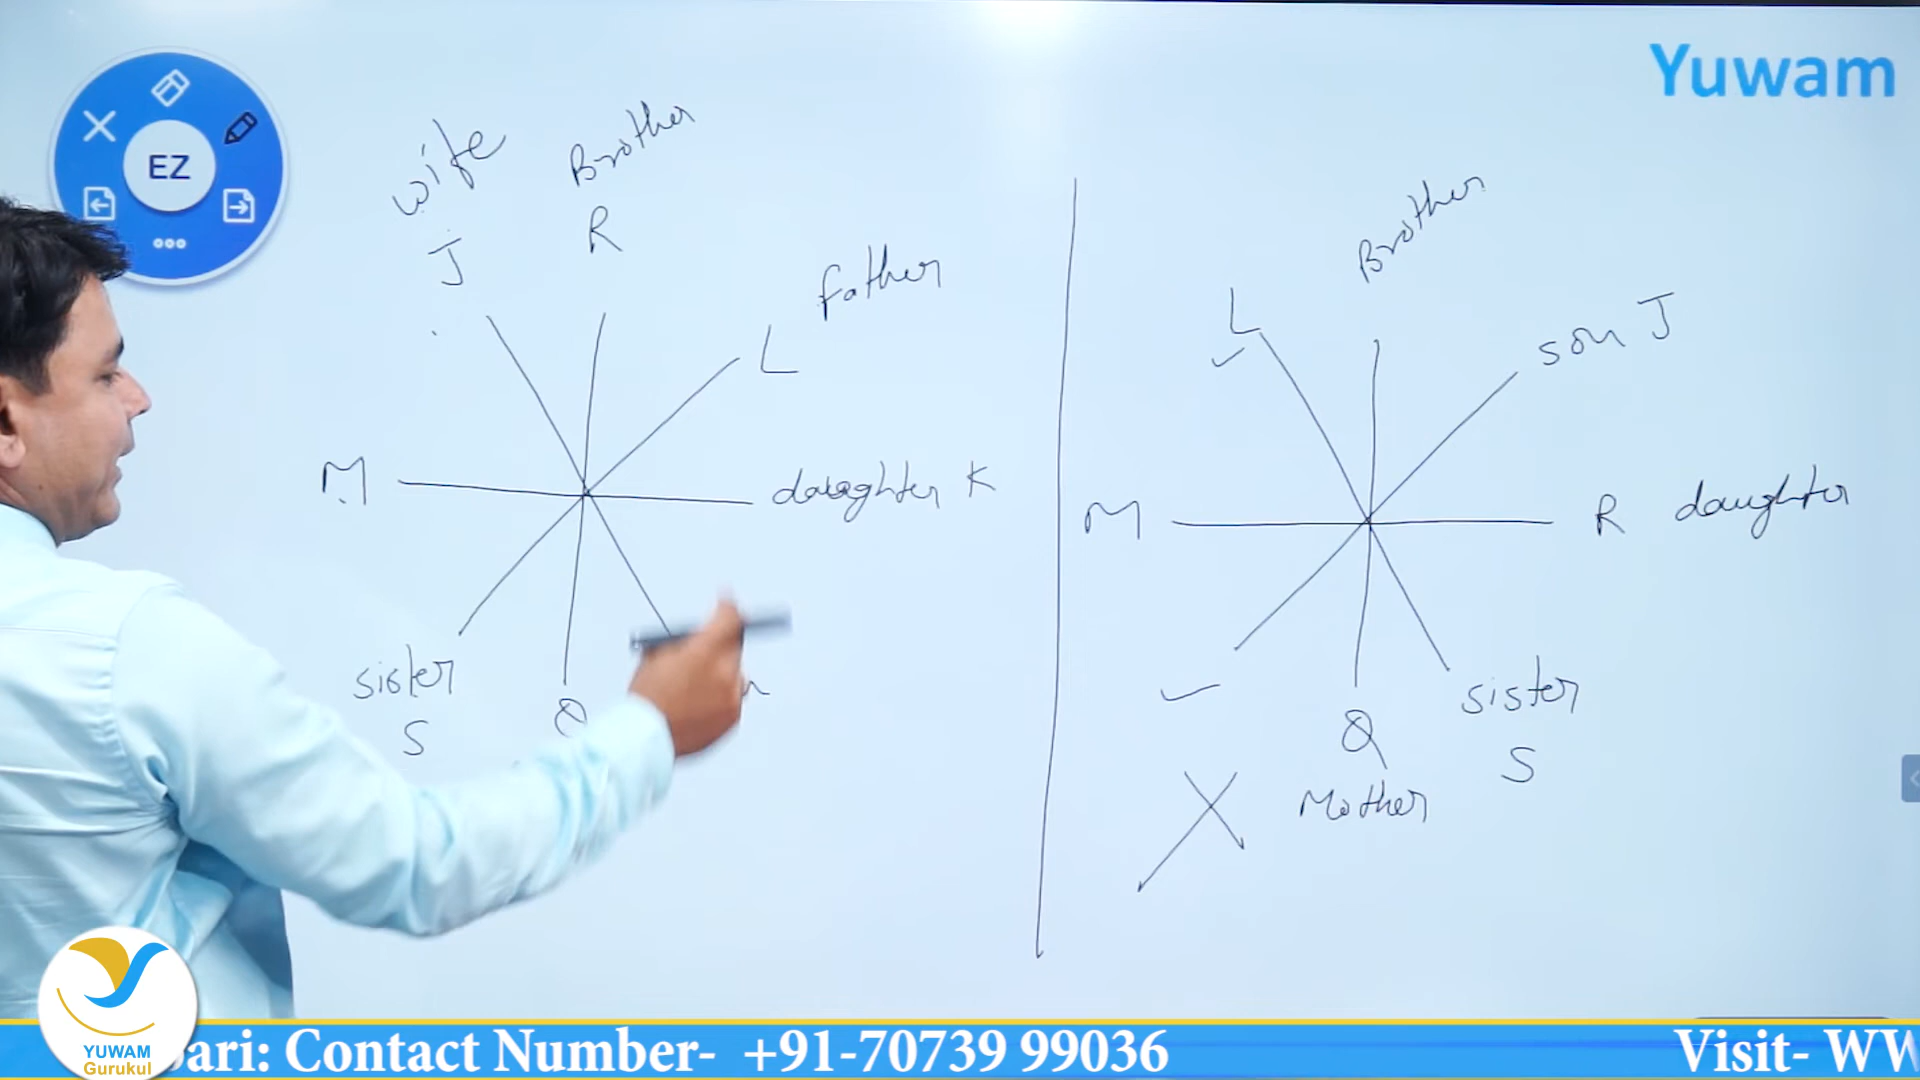 Yuwam
EZ
wife
J
Brother
R
father
L
M
daughter K
sister
S
Q
Brother
L
son J
M
R daughter
sister
S
Q
Mother
YUWAM
Gurukul
sari: Contact Number- +91-70739 99036
Visit- WW